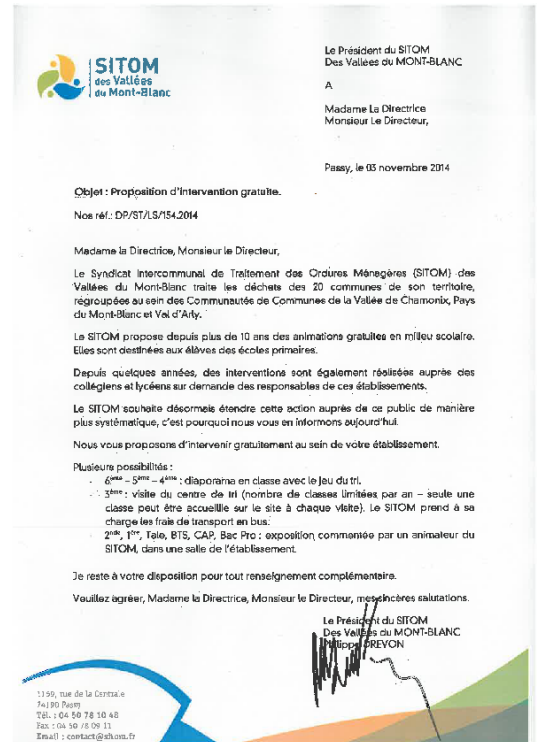 SITOM
des Vallées
du Mont-Blanc
Le Président du SITOM
Des Vallées du MONT-BLANC
A
Madame La Directrice
Monsieur Le Directeur,
Passy, le 03 novembre 2014
Objet : Proposition d'intervention gratuite.
Nos réf.: DP/ST/LS/154.2014
Madame la Directrice, Monsieur le Directeur,
Le Syndicat Intercommunal de Traitement des Ordures Ménagères (SITOM) des
Vallées du Mont-Blanc traite les déchets des 20 communes de son territoire,
regroupées au sein des Communautés de Communes de la Vallée de Chamonix, Pays
du Mont-Blanc et Val d'Arly.
Le SITOM propose depuis plus de 10 ans des animations gratuites en milieu scolaire.
Elles sont destinées aux élèves des écoles primaires.
Depuis quelques années, des interventions sont également réalisées auprès des
collégiens et lycéens sur demande des responsables de ces établissements.
Le SITOM souhaite désormais étendre cette action auprès de ce public de manière
plus systématique, c'est pourquoi nous vous en informons aujourd'hui.
Nous vous proposons d'intervenir gratuitement au sein de votre établissement.
Plusieurs possibilités :
- 6ème – 5ème – 4ème : diaporama en classe avec le jeu du tri.
- 3ème : visite du centre de tri (nombre de classes limitées par an – seule une
classe peut être accueillie sur le site à chaque visite). Le SITOM prend à sa
charge les frais de transport en bus.
- 2nde, 1ère, Tale, BTS, CAP, Bac Pro : exposition commentée par un animateur du
SITOM, dans une salle de l'établissement.
Je reste à votre disposition pour tout renseignement complémentaire.
Veuillez agréer, Madame la Directrice, Monsieur le Directeur, mes sincères salutations.
Le Président du SITOM
Des Vallées du MONT-BLANC
Philippe DREVON
1159, rue de la Centrale
74190 Passy
Tél. : 04 50 78 10 48
Fax : 04 50 78 09 11
Email : contact@sitom.fr